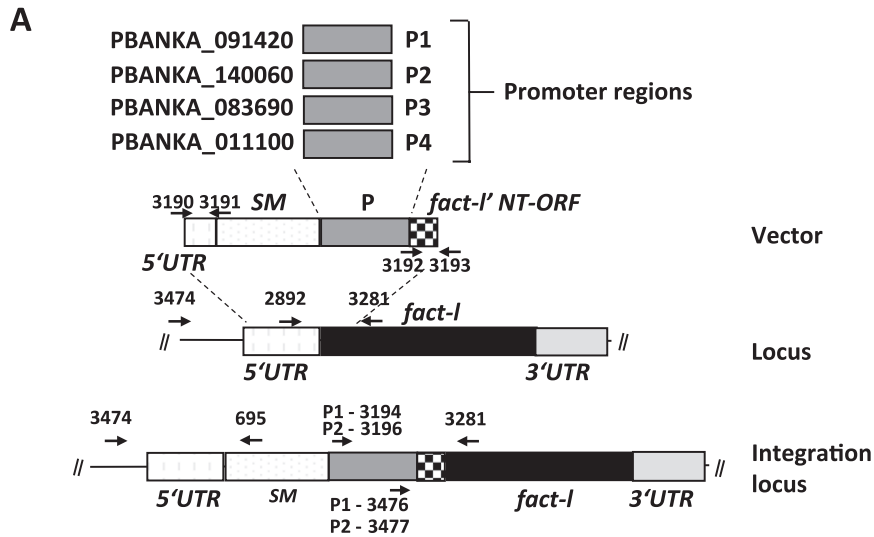 A
PBANKA_091420 P1
PBANKA_140060 P2
PBANKA_083690 P3
PBANKA_011100 P4
Promoter regions
3190 3191 SM P fact-l’ NT-ORF
Vector
5‘UTR 3192 3193
3474 2892 3281 fact-l
// //
Locus
5‘UTR 3‘UTR
3474 695 P1 - 3194 3281
P2 - 3196
// //
Integration
locus
5‘UTR SM P1 - 3476 fact-l 3‘UTR
P2 - 3477